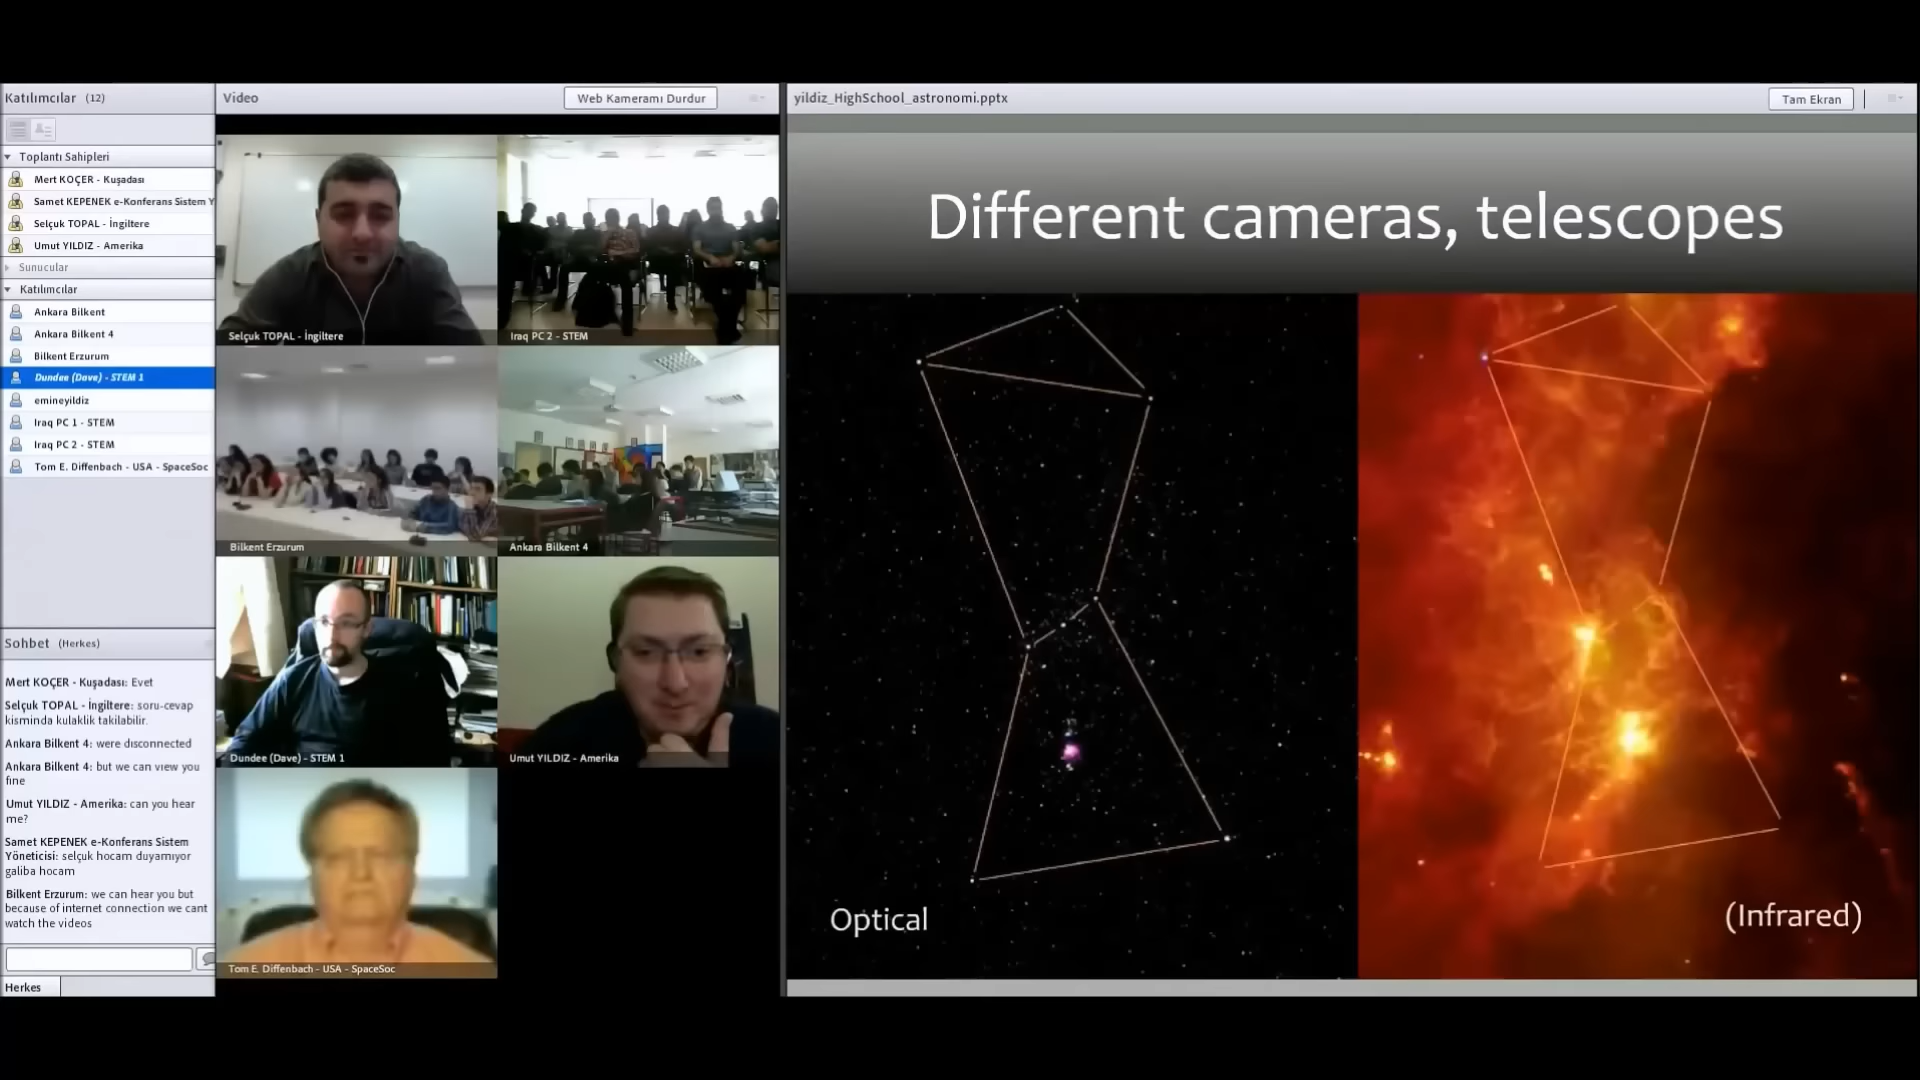 Katılımcılar (12)
Toplantı Sahipleri
Mert KOÇER - Kuşadası
Samet KEPENEK e-Konferans Sistem Y
Selçuk TOPAL - İngiltere
Umut YILDIZ - Amerika
Sunucular
Katılımcılar
Ankara Bilkent
Ankara Bilkent 4
Bilkent Erzurum
Dundee (Dave) - STEM 1
emineyildiz
Iraq PC 1 - STEM
Iraq PC 2 - STEM
Tom E. Diffenbach - USA - SpaceSoc
Sohbet (Herkes)
Mert KOÇER - Kuşadası: Evet
Selçuk TOPAL - İngiltere: soru-cevap
kisminda kulaklik takilabilir.
Ankara Bilkent 4: were dısconnected
Ankara Bilkent 4: but we can vıew you
fine
Umut YILDIZ - Amerika: can you hear
me?
Samet KEPENEK e-Konferans Sistem
Yöneticisi: selçuk hocam duyamıyor
galiba hocam
Bilkent Erzurum: we can hear you but
because of internet connection we cant
watch the videos
Herkes
Video
Web Kameramı Durdur
Selçuk TOPAL - İngiltere
Iraq PC 2 - STEM
Bilkent Erzurum
Ankara Bilkent 4
Dundee (Dave) - STEM 1
Umut YILDIZ - Amerika
Tom E. Diffenbach - USA - SpaceSoc
yildiz_HighSchool_astronomi.pptx
Tam Ekran
Different cameras, telescopes
Optical
(Infrared)